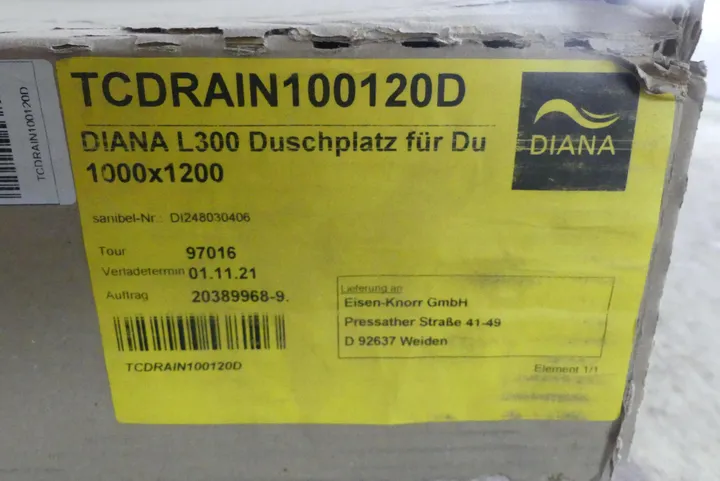 TCDRAIN100120D
TCDRAIN100120D
DIANA L300 Duschplatz für Du
1000x1200
DIANA
sanibel-Nr.: DI248030406
Tour 97016
Verladetermin 01.11.21
Auftrag 20389968-9.
Lieferung an
Eisen-Knorr GmbH
Pressather Straße 41-49
D 92637 Weiden
TCDRAIN100120D
Element 1/1